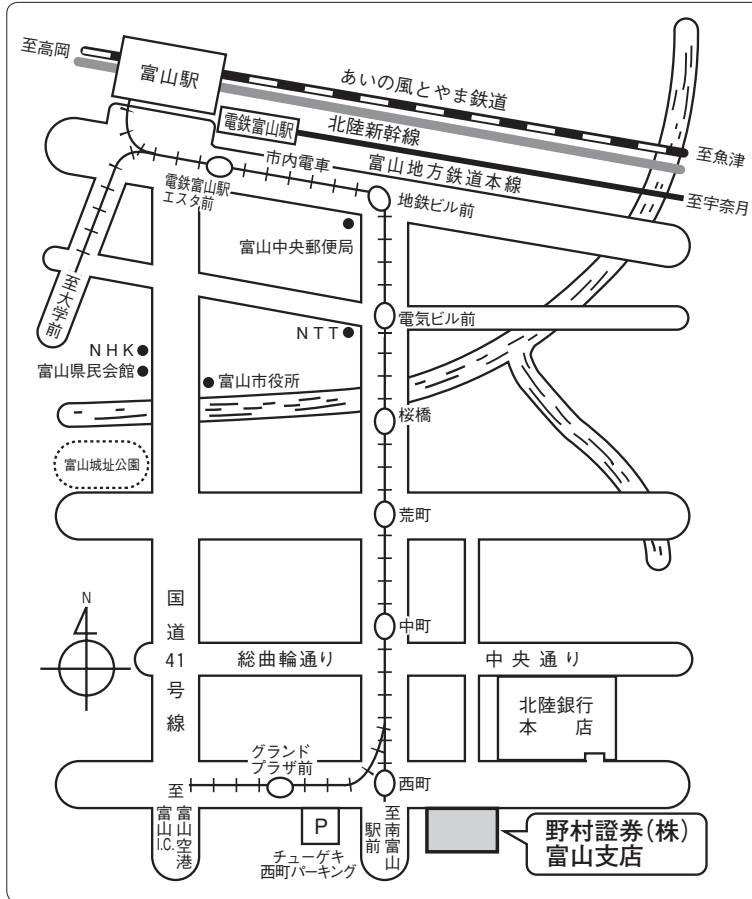 至高岡
富山駅
あいの風とやま鉄道
電鉄富山駅
北陸新幹線
至魚津
市内電車
富山地方鉄道本線
至宇奈月
電鉄富山駅
エスタ前
地鉄ビル前
富山中央郵便局
至大学前
電気ビル前
NTT
NHK
富山県民会館
富山市役所
桜橋
富山城址公園
荒町
N
国道41号線
中町
総曲輪通り
中央通り
北陸銀行
本店
グランド
プラザ前
至
西町
富山空港
富山I.C.
P
チューゲキ
西町パーキング
至南富山
駅前
野村證券(株)
富山支店